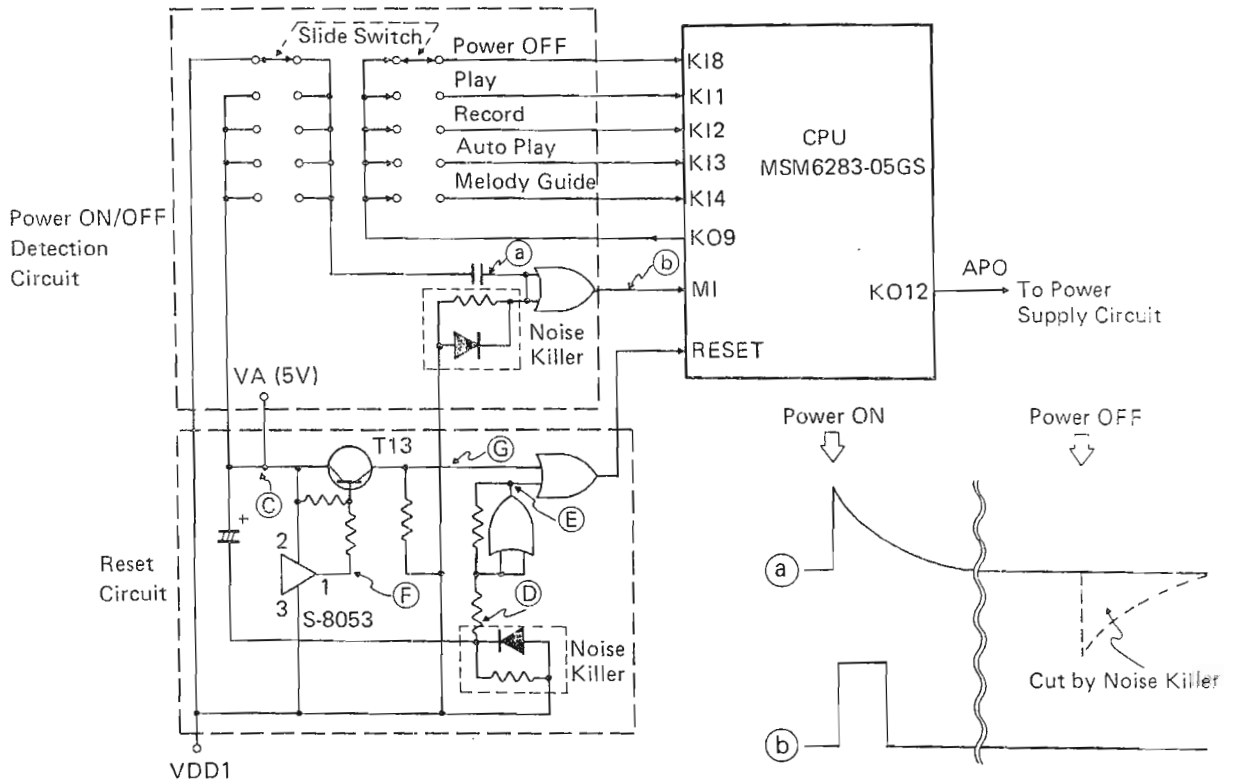 Slide Switch
Power OFF
Play
Record
Auto Play
Melody Guide
KI8
KI1
KI2
KI3
KI4
KO9
MI
RESET
CPU
MSM6283-05GS
KO12
APO
To Power
Supply Circuit
Power ON/OFF
Detection
Circuit
a
b
Noise
Killer
VA (5V)
T13
G
C
E
+
2
1
3
F
S-8053
D
Reset
Circuit
Noise
Killer
VDD1
Power ON
Power OFF
a
Cut by Noise Killer
b